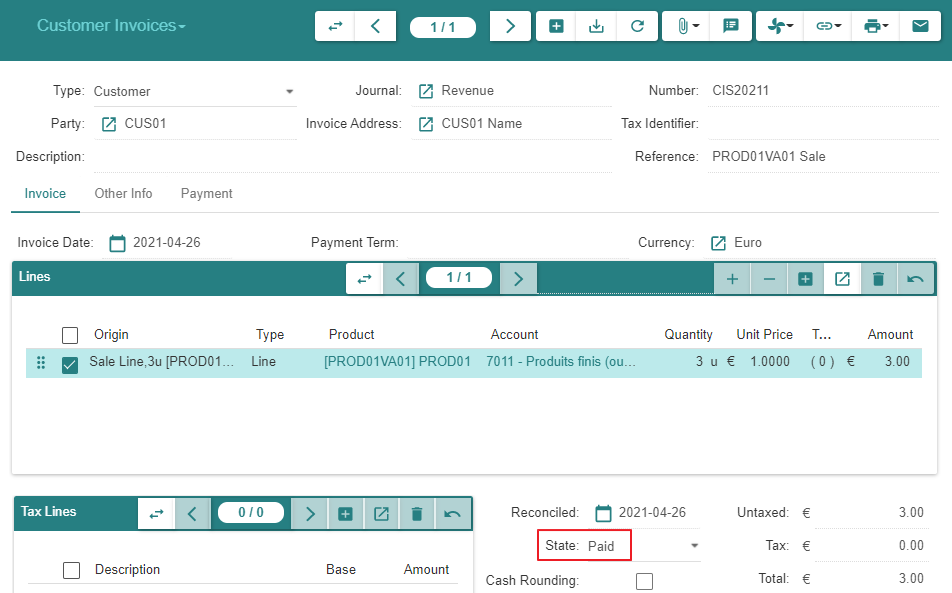 Customer Invoices
1 / 1
Type: Customer Journal: Revenue Number: CIS20211
Party: CUS01 Invoice Address: CUS01 Name Tax Identifier:
Description: Reference: PROD01VA01 Sale
Invoice Other Info Payment
Invoice Date: 2021-04-26 Payment Term: Currency: Euro
Lines 1 / 1
Origin Type Product Account Quantity Unit Price T... Amount
Sale Line,3u [PROD01... Line [PROD01VA01] PROD01 7011 - Produits finis (ou... 3 u € 1.0000 ( 0 ) € 3.00
Tax Lines 0 / 0 Reconciled: 2021-04-26 Untaxed: € 3.00
State: Paid Tax: € 0.00
Description Base Amount Cash Rounding: Total: € 3.00